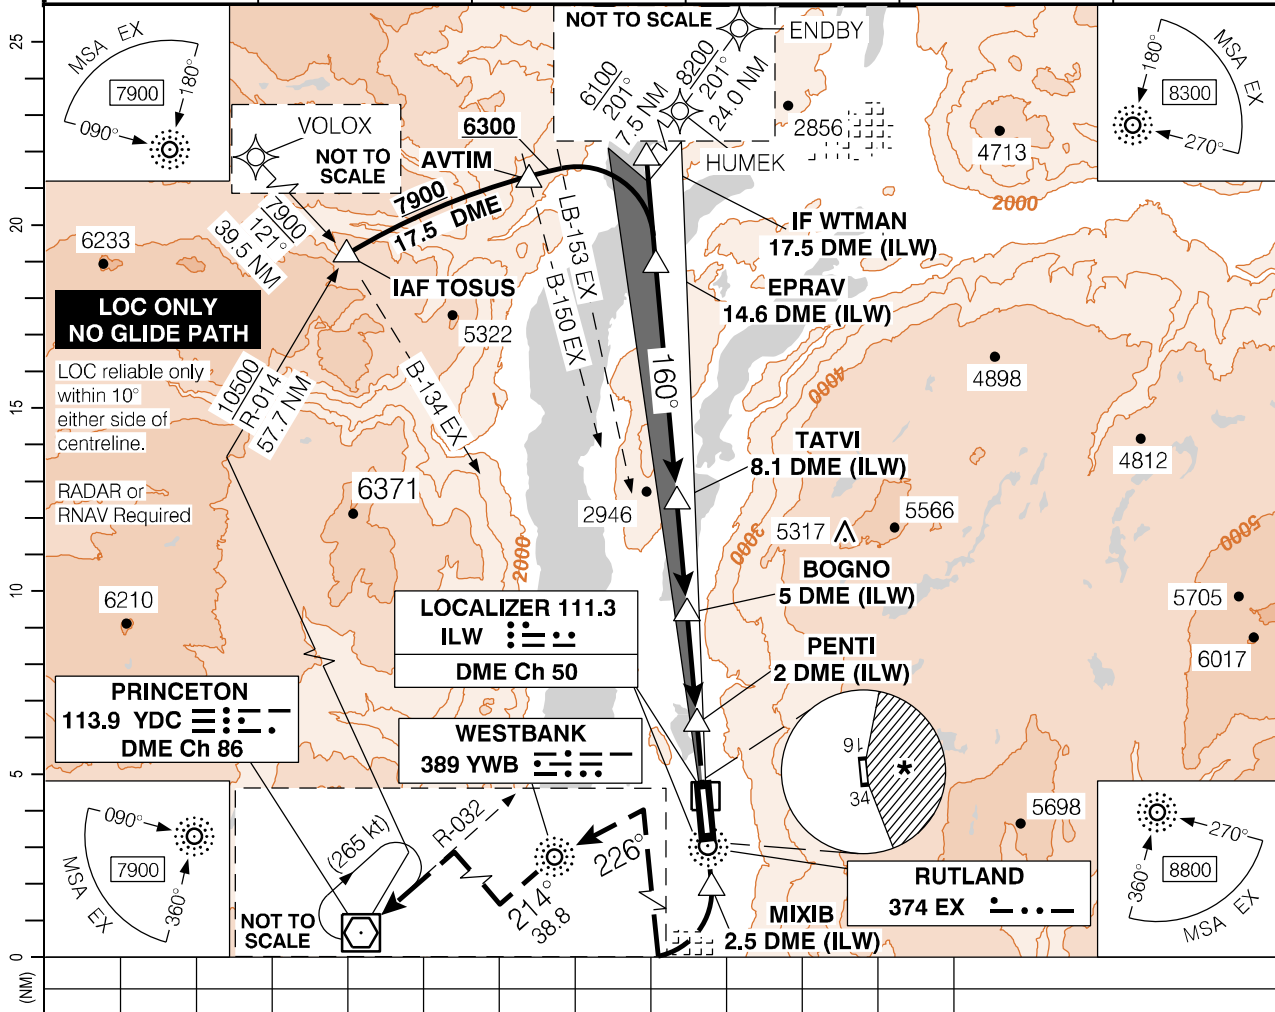 25
MSA EX
7900
180°
090°
NOT TO SCALE
ENDBY
6100
201°
17.5 NM
8200
201°
24.0 NM
HUMEK
2856
4713
2000
MSA EX
8300
180°
270°
VOLOX
NOT TO
SCALE
6300
AVTIM
7900
17.5 DME
7900
121°
39.5 NM
20
6233
IAF TOSUS
LB-153 EX
B-150 EX
IF WTMAN
17.5 DME (ILW)
EPRAV
14.6 DME (ILW)
LOC ONLY
NO GLIDE PATH
5322
LOC reliable only
within 10°
either side of
centreline.
10500
R-014
57.7 NM
B-134 EX
160°
4000
4898
15
TATVI
8.1 DME (ILW)
4812
RADAR or
RNAV Required
6371
2946
5317
5566
2000
3000
5000
BOGNO
5 DME (ILW)
10
6210
5705
6017
LOCALIZER 111.3
ILW
DME Ch 50
PENTI
2 DME (ILW)
PRINCETON
113.9 YDC
DME Ch 86
WESTBANK
389 YWB
16
34
*
5
090°
MSA EX
7900
360°
(265 kt)
R-032
226°
214°
38.8
NOT TO
SCALE
5698
RUTLAND
374 EX
MIXIB
2.5 DME (ILW)
270°
360°
8800
MSA EX
0
(NM)